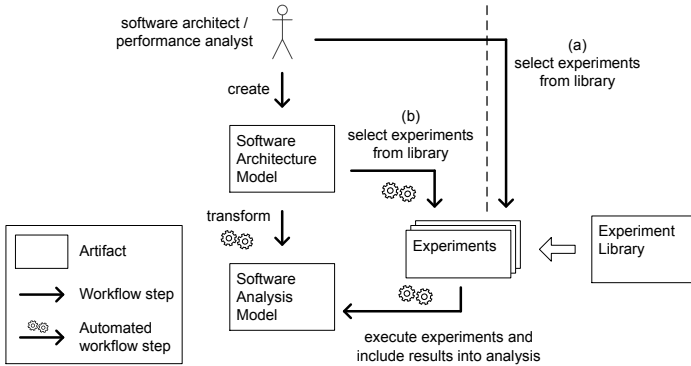 software architect /
performance analyst
(a)
select experiments
from library
create
(b)
select experiments
from library
Software
Architecture
Model
transform
Experiments
Experiment
Library
Artifact
Workflow step
Automated
workflow step
Software
Analysis
Model
execute experiments and
include results into analysis